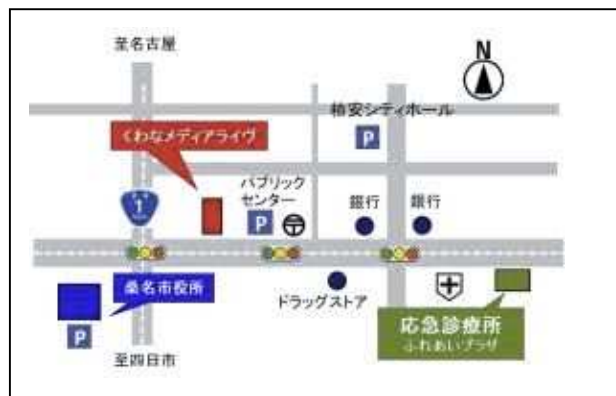 至名古屋
N
柿安シティホール
P
くわなメディアライヴ
パブリック
センター
P
銀行
銀行
1
桑名市役所
P
ドラッグストア
応急診療所
ふれあいプラザ
至四日市